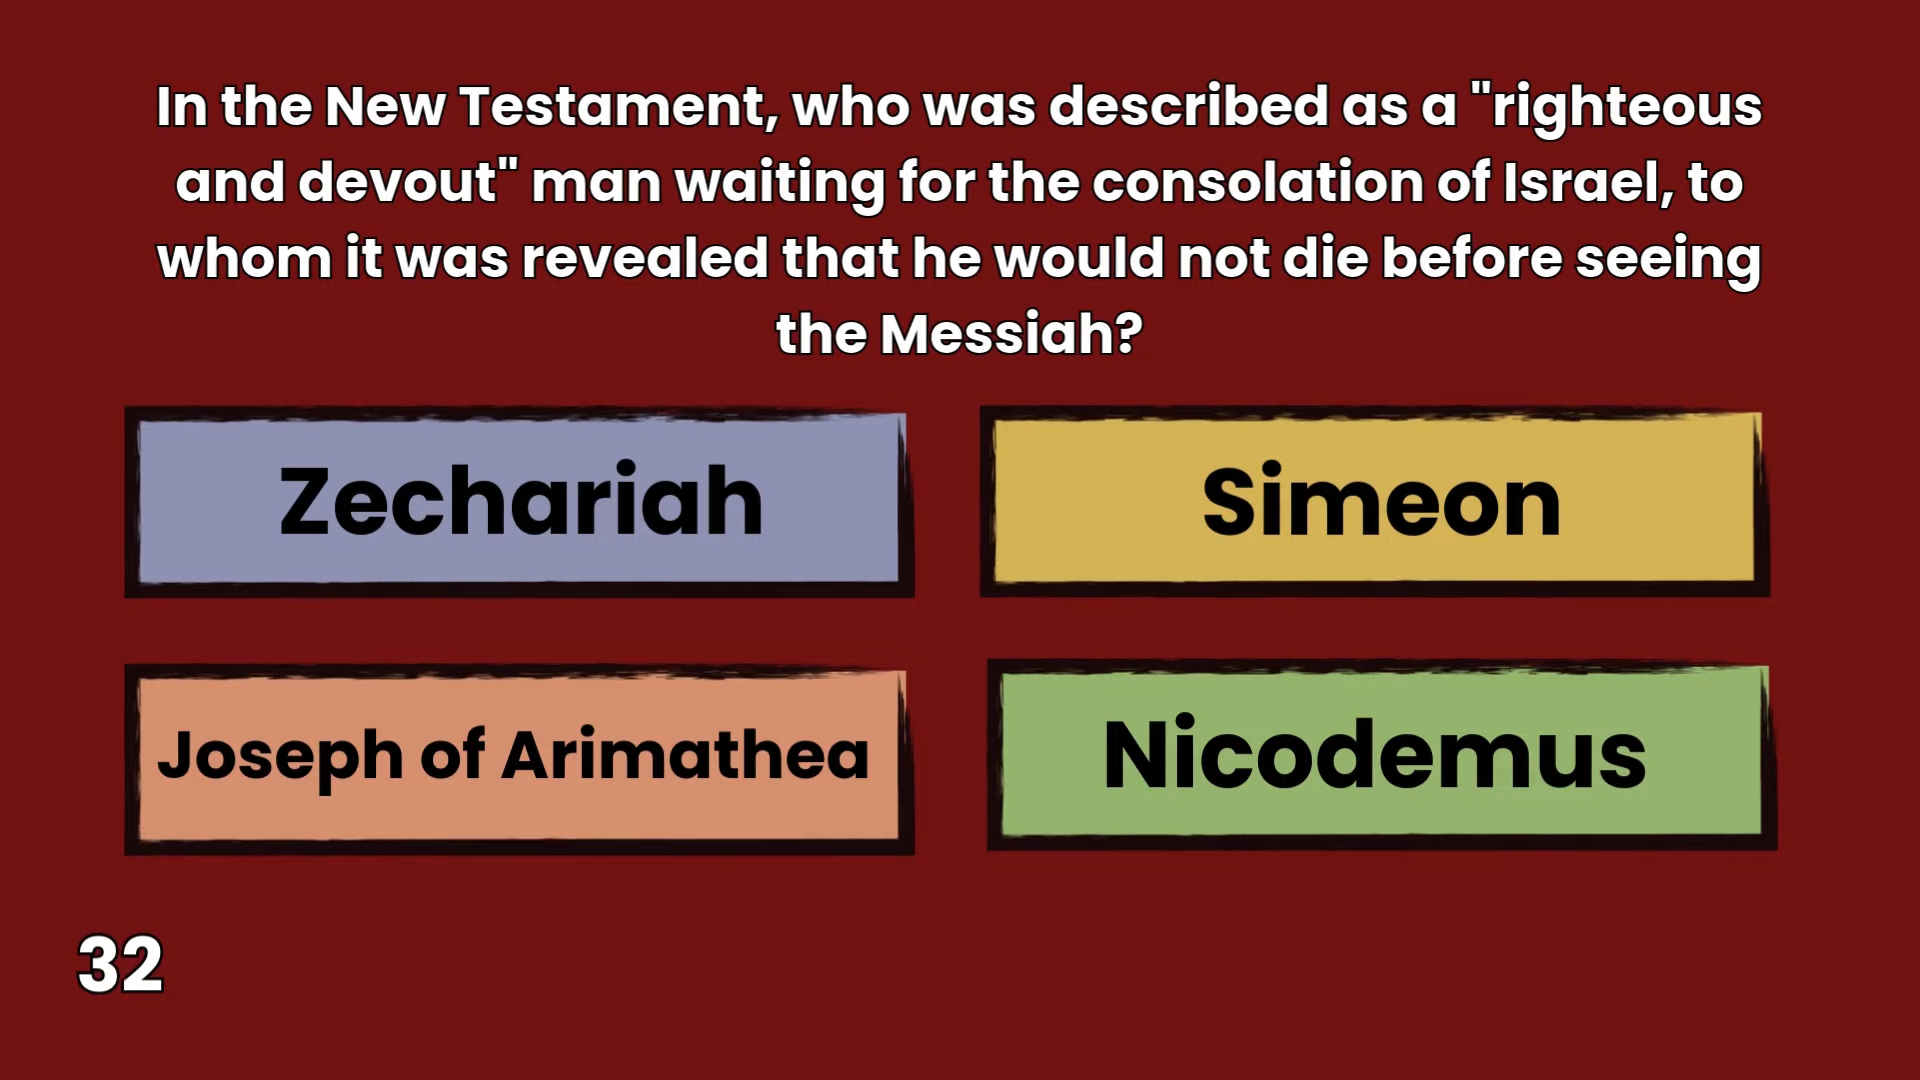 In the New Testament, who was described as a "righteous
and devout" man waiting for the consolation of Israel, to
whom it was revealed that he would not die before seeing
the Messiah?
Zechariah
Simeon
Joseph of Arimathea
Nicodemus
32